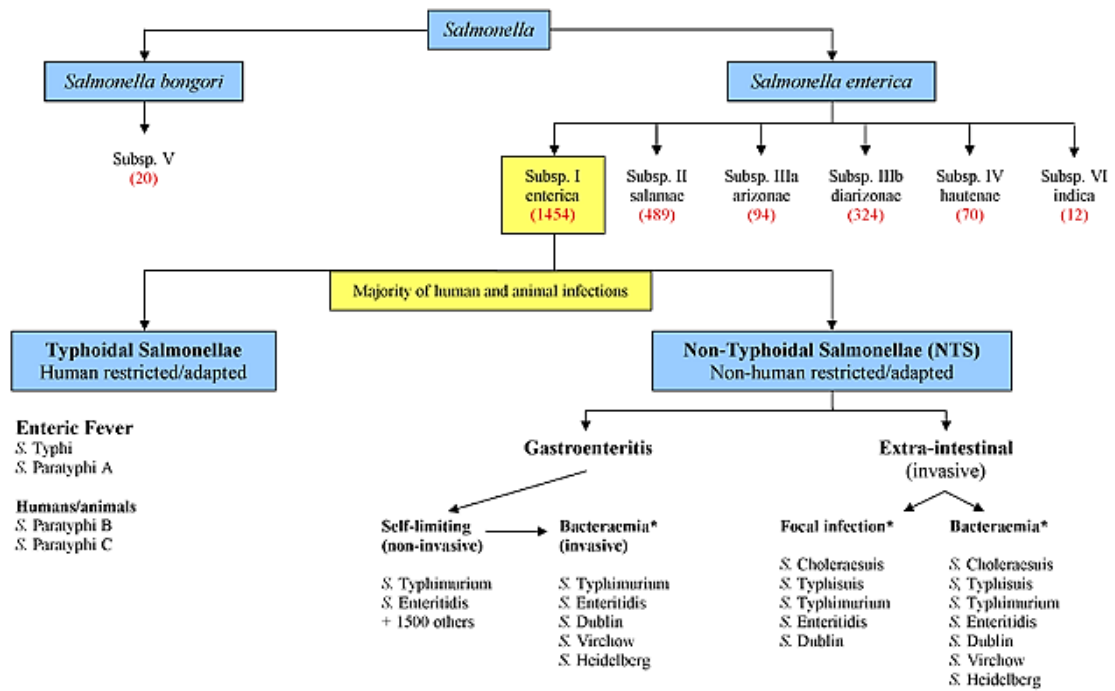 Salmonella
Salmonella bongori
Salmonella enterica
Subsp. V
(20)
Subsp. I
enterica
(1454)
Subsp. II
salamae
(489)
Subsp. IIIa
arizonae
(94)
Subsp. IIIb
diarizonae
(324)
Subsp. IV
hautenae
(70)
Subsp. VI
indica
(12)
Majority of human and animal infections
Typhoidal Salmonellae
Human restricted/adapted
Non-Typhoidal Salmonellae (NTS)
Non-human restricted/adapted
Enteric Fever
S. Typhi
S. Paratyphi A
Humans/animals
S. Paratyphi B
S. Paratyphi C
Gastroenteritis
Extra-intestinal
(invasive)
Self-limiting
(non-invasive)
S. Typhimurium
S. Enteritidis
+ 1500 others
Bacteraemia*
(invasive)
S. Typhimurium
S. Enteritidis
S. Dublin
S. Virchow
S. Heidelberg
Focal infection*
S. Choleraesuis
S. Typhisuis
S. Typhimurium
S. Enteritidis
S. Dublin
Bacteraemia*
S. Choleraesuis
S, Typhisuis
S. Typhimurium
S. Enteritidis
S. Dublin
S. Virchow
S. Heidelberg